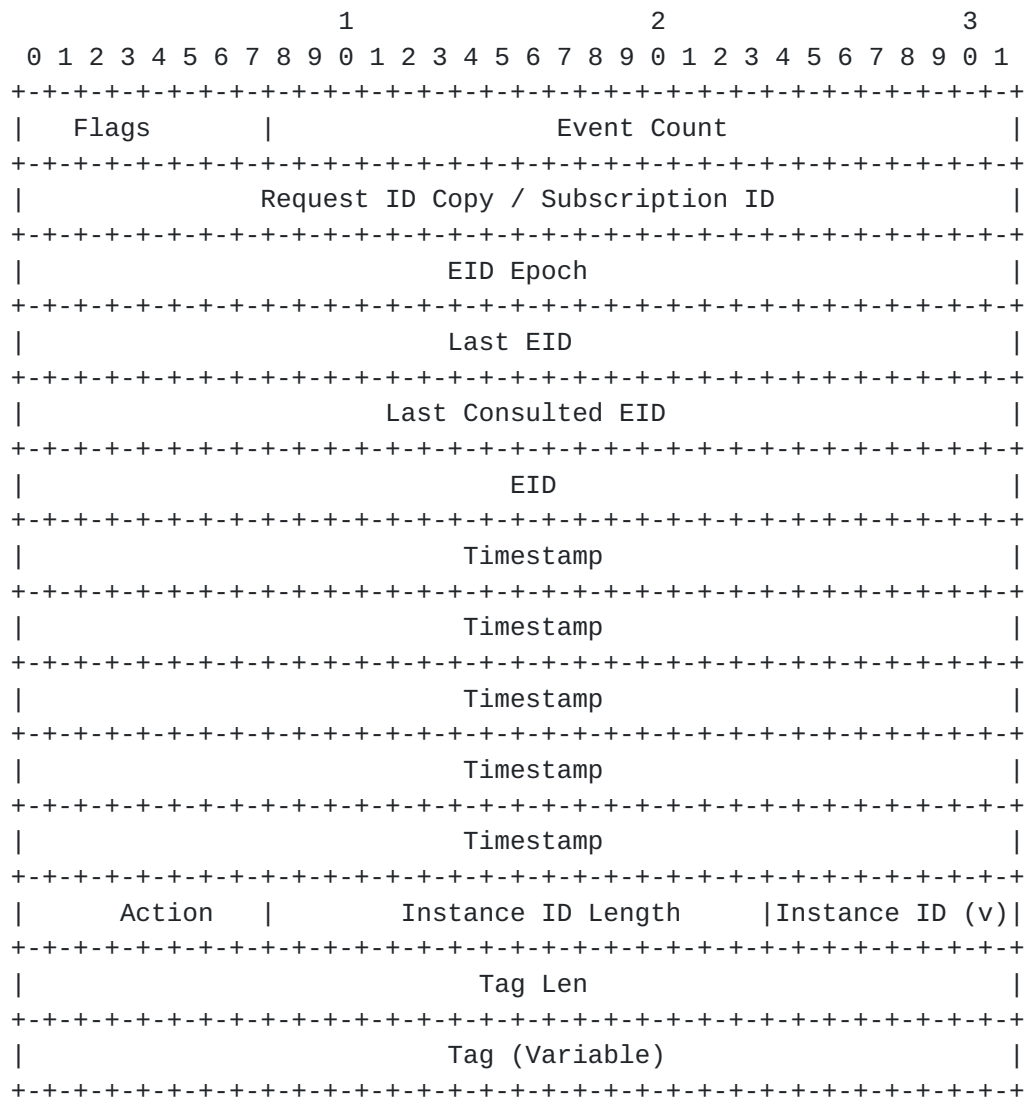 1                   2                   3
 0 1 2 3 4 5 6 7 8 9 0 1 2 3 4 5 6 7 8 9 0 1 2 3 4 5 6 7 8 9 0 1
+-+-+-+-+-+-+-+-+-+-+-+-+-+-+-+-+-+-+-+-+-+-+-+-+-+-+-+-+-+-+-+-+
|   Flags       |                  Event Count                  |
+-+-+-+-+-+-+-+-+-+-+-+-+-+-+-+-+-+-+-+-+-+-+-+-+-+-+-+-+-+-+-+-+
|               Request ID Copy / Subscription ID               |
+-+-+-+-+-+-+-+-+-+-+-+-+-+-+-+-+-+-+-+-+-+-+-+-+-+-+-+-+-+-+-+-+
|                           EID Epoch                           |
+-+-+-+-+-+-+-+-+-+-+-+-+-+-+-+-+-+-+-+-+-+-+-+-+-+-+-+-+-+-+-+-+
|                           Last EID                            |
+-+-+-+-+-+-+-+-+-+-+-+-+-+-+-+-+-+-+-+-+-+-+-+-+-+-+-+-+-+-+-+-+
|                       Last Consulted EID                      |
+-+-+-+-+-+-+-+-+-+-+-+-+-+-+-+-+-+-+-+-+-+-+-+-+-+-+-+-+-+-+-+-+
|                               EID                             |
+-+-+-+-+-+-+-+-+-+-+-+-+-+-+-+-+-+-+-+-+-+-+-+-+-+-+-+-+-+-+-+-+
|                            Timestamp                          |
+-+-+-+-+-+-+-+-+-+-+-+-+-+-+-+-+-+-+-+-+-+-+-+-+-+-+-+-+-+-+-+-+
|                            Timestamp                          |
+-+-+-+-+-+-+-+-+-+-+-+-+-+-+-+-+-+-+-+-+-+-+-+-+-+-+-+-+-+-+-+-+
|                            Timestamp                          |
+-+-+-+-+-+-+-+-+-+-+-+-+-+-+-+-+-+-+-+-+-+-+-+-+-+-+-+-+-+-+-+-+
|                            Timestamp                          |
+-+-+-+-+-+-+-+-+-+-+-+-+-+-+-+-+-+-+-+-+-+-+-+-+-+-+-+-+-+-+-+-+
|                            Timestamp                          |
+-+-+-+-+-+-+-+-+-+-+-+-+-+-+-+-+-+-+-+-+-+-+-+-+-+-+-+-+-+-+-+-+
|      Action   |        Instance ID Length     |Instance ID (v)|
+-+-+-+-+-+-+-+-+-+-+-+-+-+-+-+-+-+-+-+-+-+-+-+-+-+-+-+-+-+-+-+-+
|                             Tag Len                           |
+-+-+-+-+-+-+-+-+-+-+-+-+-+-+-+-+-+-+-+-+-+-+-+-+-+-+-+-+-+-+-+-+
|                           Tag (Variable)                      |
+-+-+-+-+-+-+-+-+-+-+-+-+-+-+-+-+-+-+-+-+-+-+-+-+-+-+-+-+-+-+-+-+